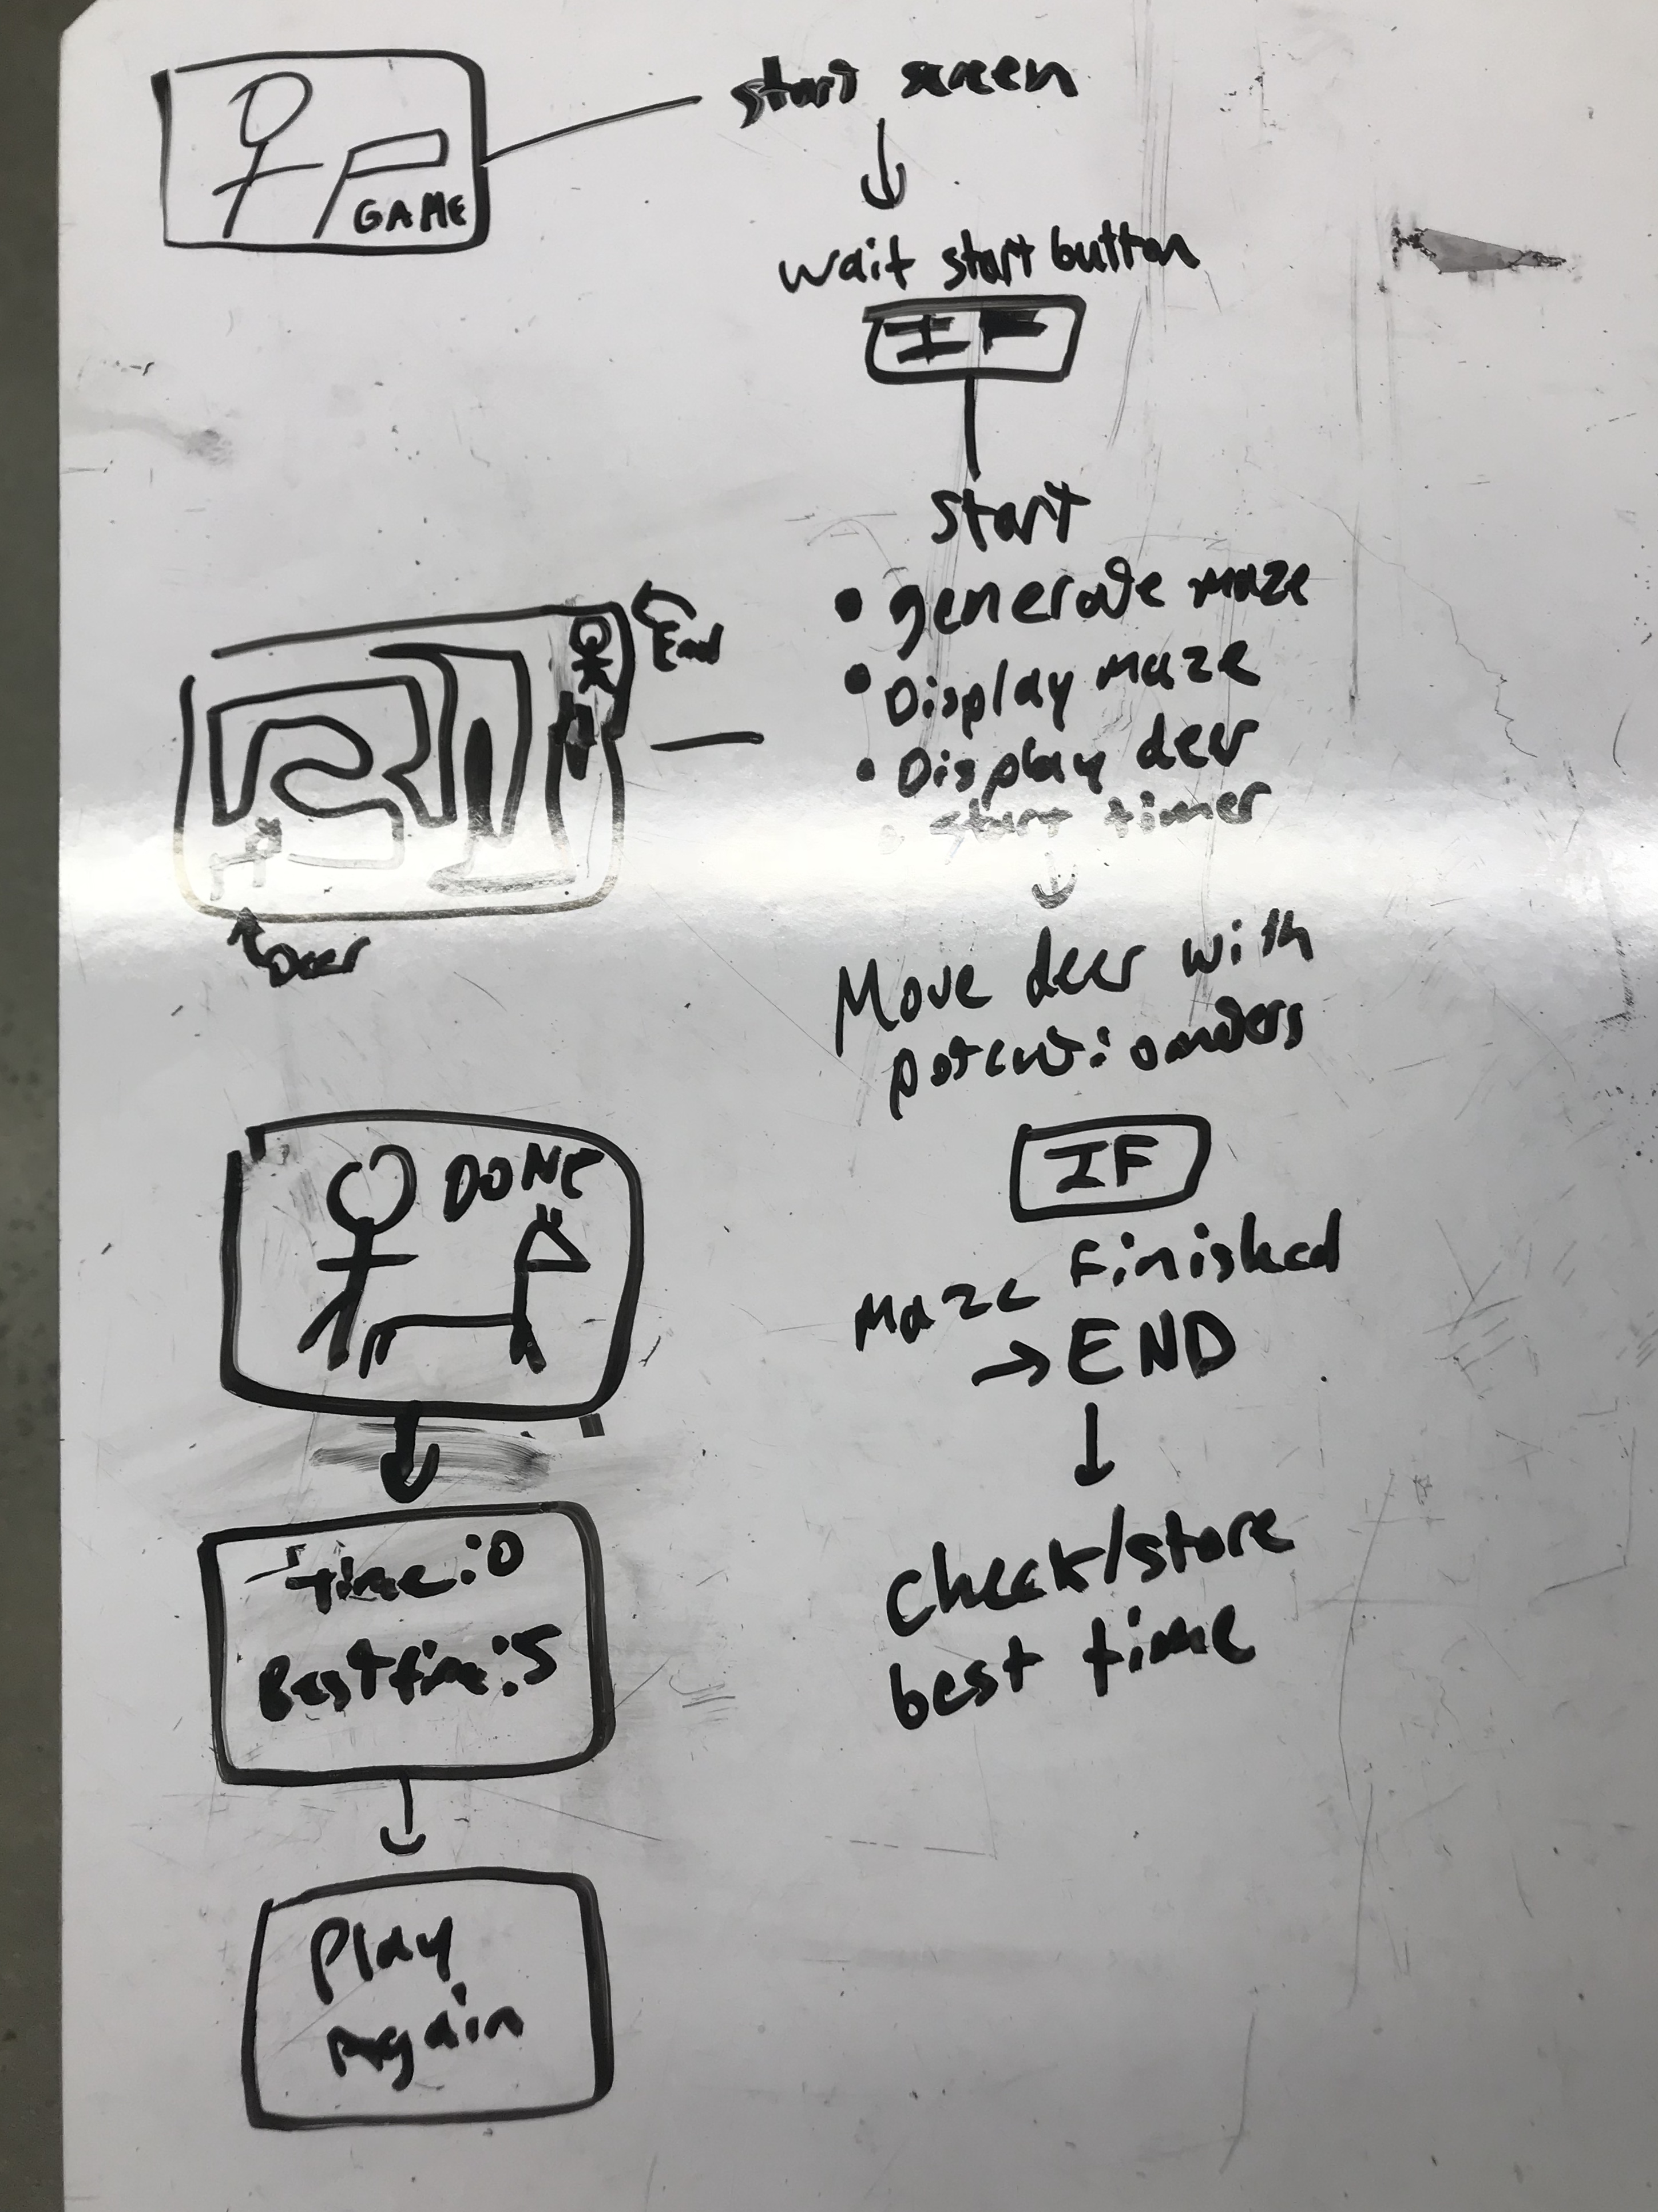 GAME
start screen
wait start button
IF
Start
• generate maze
• Display maze
• Display deer
• start timer
End
Deer
Move deer with
potentiomders
IF
Maze Finished
→ END
DONE
Check/store
best time
time:0
Best time:5
Play
Again